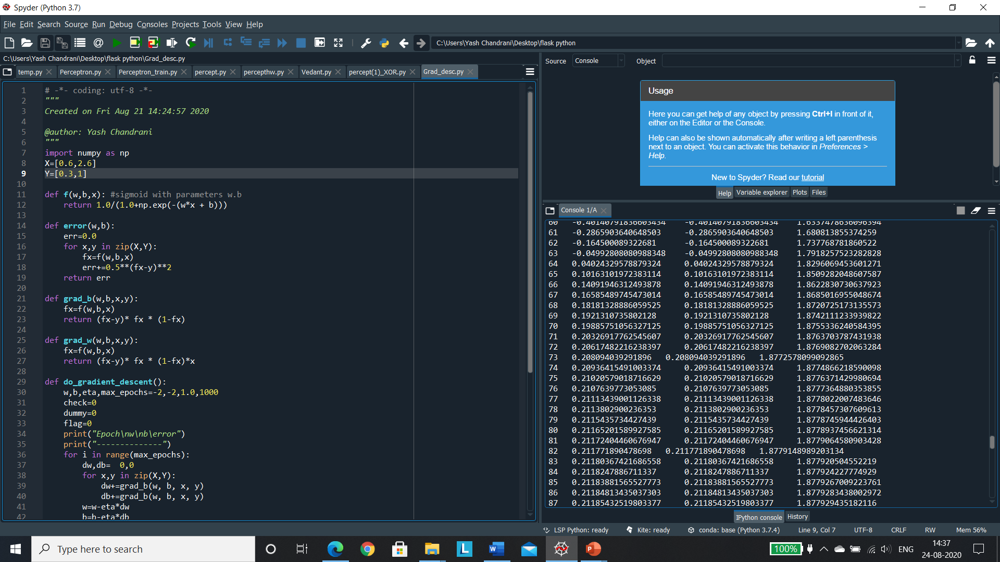 Spyder (Python 3.7)
File Edit Search Source Run Debug Consoles Projects Tools View Help
C:\Users\Yash Chandrani\Desktop\flask python
C:\Users\Yash Chandrani\Desktop\flask python\Grad_desc.py
temp.py Perceptron.py Perceptron_train.py percept.py percepthw.py Vedant.py percept(1)_XOR.py Grad_desc.py
1 # -*- coding: utf-8 -*-
2 """
3 Created on Fri Aug 21 14:24:57 2020
4
5 @author: Yash Chandrani
6 """
7 import numpy as np
8 X=[0.6,2.6]
9 Y=[0.3,1]
10
11 def f(w,b,x): #sigmoid with parameters w.b
12     return 1.0/(1.0+np.exp(-(w*x + b)))
13
14 def error(w,b):
15     err=0.0
16     for x,y in zip(X,Y):
17         fx=f(w,b,x)
18         err+=0.5**(fx-y)**2
19     return err
20
21 def grad_b(w,b,x,y):
22     fx=f(w,b,x)
23     return (fx-y)* fx * (1-fx)
24
25 def grad_w(w,b,x,y):
26     fx=f(w,b,x)
27     return (fx-y)* fx * (1-fx)*x
28
29 def do_gradient_descent():
30     w,b,eta,max_epochs=-2,-2,1.0,1000
31     check=0
32     dummy=0
33     flag=0
34     print("Epoch\nw\nb\error")
35     print("--------------")
36     for i in range(max_epochs):
37         dw,db=  0,0
38         for x,y in zip(X,Y):
39             dw+=grad_b(w, b, x, y)
40             db+=grad_b(w, b, x, y)
41         w=w-eta*dw
42         b=b-eta*db
Source Console Object
Usage
Here you can get help of any object by pressing Ctrl+I in front of it,
either on the Editor or the Console.
Help can also be shown automatically after writing a left parenthesis
next to an object. You can activate this behavior in Preferences >
Help.
New to Spyder? Read our tutorial
Help Variable explorer Plots Files
Console 1/A
60 -0.40140791836603434 -0.40140791836603434 1.6337478636096394
61 -0.2865903640648503 -0.2865903640648503 1.680813855374259
62 -0.164500089322681 -0.164500089322681 1.737768781860522
63 -0.04992808080988348 -0.04992808080988348 1.7918257523282828
64 0.04024329578879324 0.04024329578879324 1.8296069453601271
65 0.10163101972383114 0.10163101972383114 1.8509282048607587
66 0.14091946312493878 0.14091946312493878 1.8622830730637923
67 0.16585489745473014 0.16585489745473014 1.8685016955048674
68 0.18181328886059525 0.18181328886059525 1.8720725173135573
69 0.1921310735802128 0.1921310735802128 1.8742111233939822
70 0.19885751056327125 0.19885751056327125 1.8755336240584395
71 0.20326917762545607 0.20326917762545607 1.8763703787431938
72 0.20617482216238397 0.20617482216238397 1.8769082702063284
73 0.208094039291896 0.208094039291896 1.8772578099092865
74 0.20936415491003374 0.20936415491003374 1.8774866218590098
75 0.21020579018716629 0.21020579018716629 1.8776371429980694
76 0.2107639773053085 0.2107639773053085 1.8777364880353855
77 0.21113439001126338 0.21113439001126338 1.8778022007483646
78 0.2113802900236353 0.2113802900236353 1.8778457307609613
79 0.2115435734427439 0.2115435734427439 1.8778745944426403
80 0.21165201589927585 0.21165201589927585 1.8778937456621314
81 0.21172404460676947 0.21172404460676947 1.8779064580903428
82 0.211771890478698 0.211771890478698 1.8779148989203134
83 0.21180367421686558 0.21180367421686558 1.877920504552219
84 0.2118247886711337 0.2118247886711337 1.877924227774929
85 0.21183881565527773 0.21183881565527773 1.8779267009223761
86 0.21184813435037303 0.21184813435037303 1.8779283438002972
87 0.21185432519803377 0.21185432519803377 1.877929435182116
IPython console History
LSP Python: ready Kite: ready conda: base (Python 3.7.4) Line 9, Col 7 UTF-8 CRLF RW Mem 56%
Type here to search
100% ENG
14:37
24-08-2020